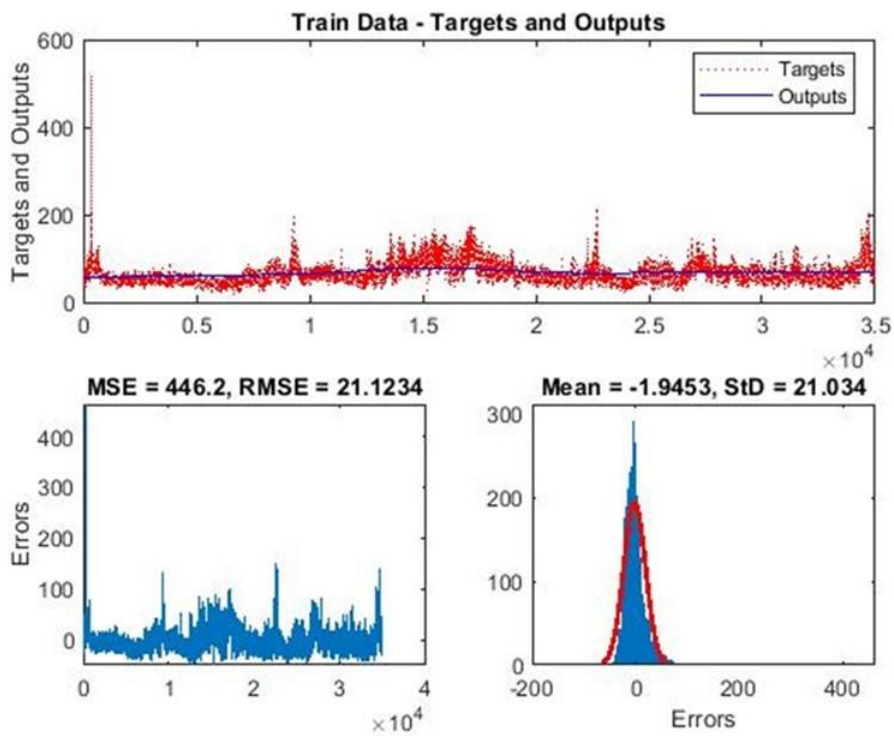 Train Data - Targets and Outputs
Targets and Outputs
600
400
200
0
Targets
Outputs
0 0.5 1 1.5 2 2.5 3 3.5
×10^4
MSE = 446.2, RMSE = 21.1234
Errors
400
300
200
100
0
0 1 2 3 4
×10^4
Mean = -1.9453, StD = 21.034
300
200
100
0
-200 0 200 400
Errors